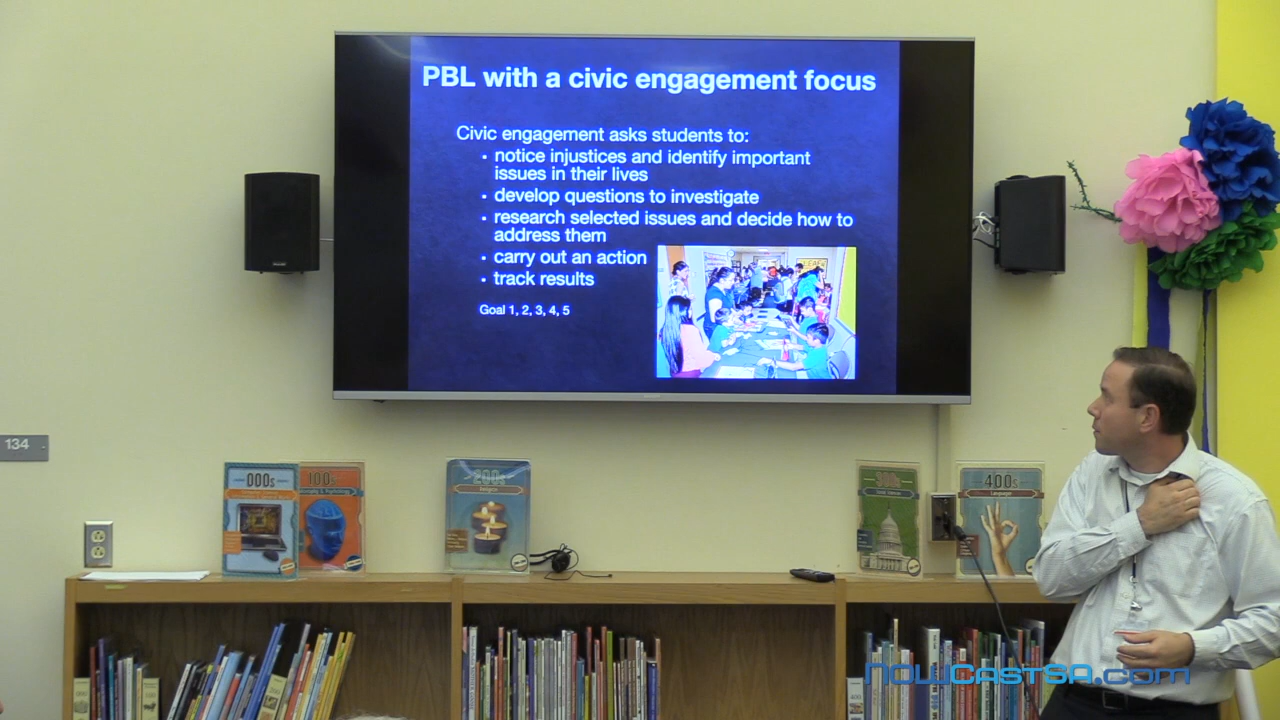 PBL with a civic engagement focus
Civic engagement asks students to:
• notice injustices and identify important
issues in their lives
• develop questions to investigate
• research selected issues and decide how to
address them
• carry out an action
• track results
Goal 1, 2, 3, 4, 5
134
000s
100s
200s
Religion
300s
400s
Language
400
NOWCASTSA.com